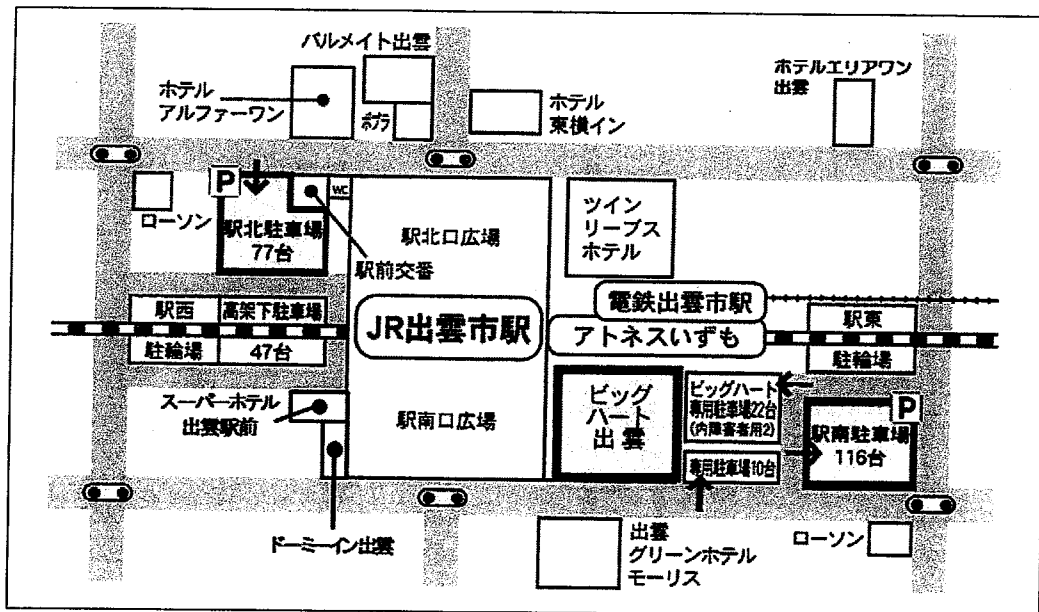 パルメイト出雲
ホテル
アルファーワン
ポプラ
ホテル
東横イン
ホテルエリアワン
出雲
P
ローソン
駅北駐車場
77台
WC
駅前交番
駅北口広場
ツイン
リーブス
ホテル
駅西
駐輪場
高架下駐車場
47台
JR出雲市駅
電鉄出雲市駅
アトネスいずも
駅東
駐輪場
スーパーホテル
出雲駅前
駅南口広場
ビッグ
ハート
出雲
ビッグハート
専用駐車場22台
(内障害者用2)
専用駐車場10台
P
駅南駐車場
116台
ドーミーイン出雲
出雲
グリーンホテル
モーリス
ローソン